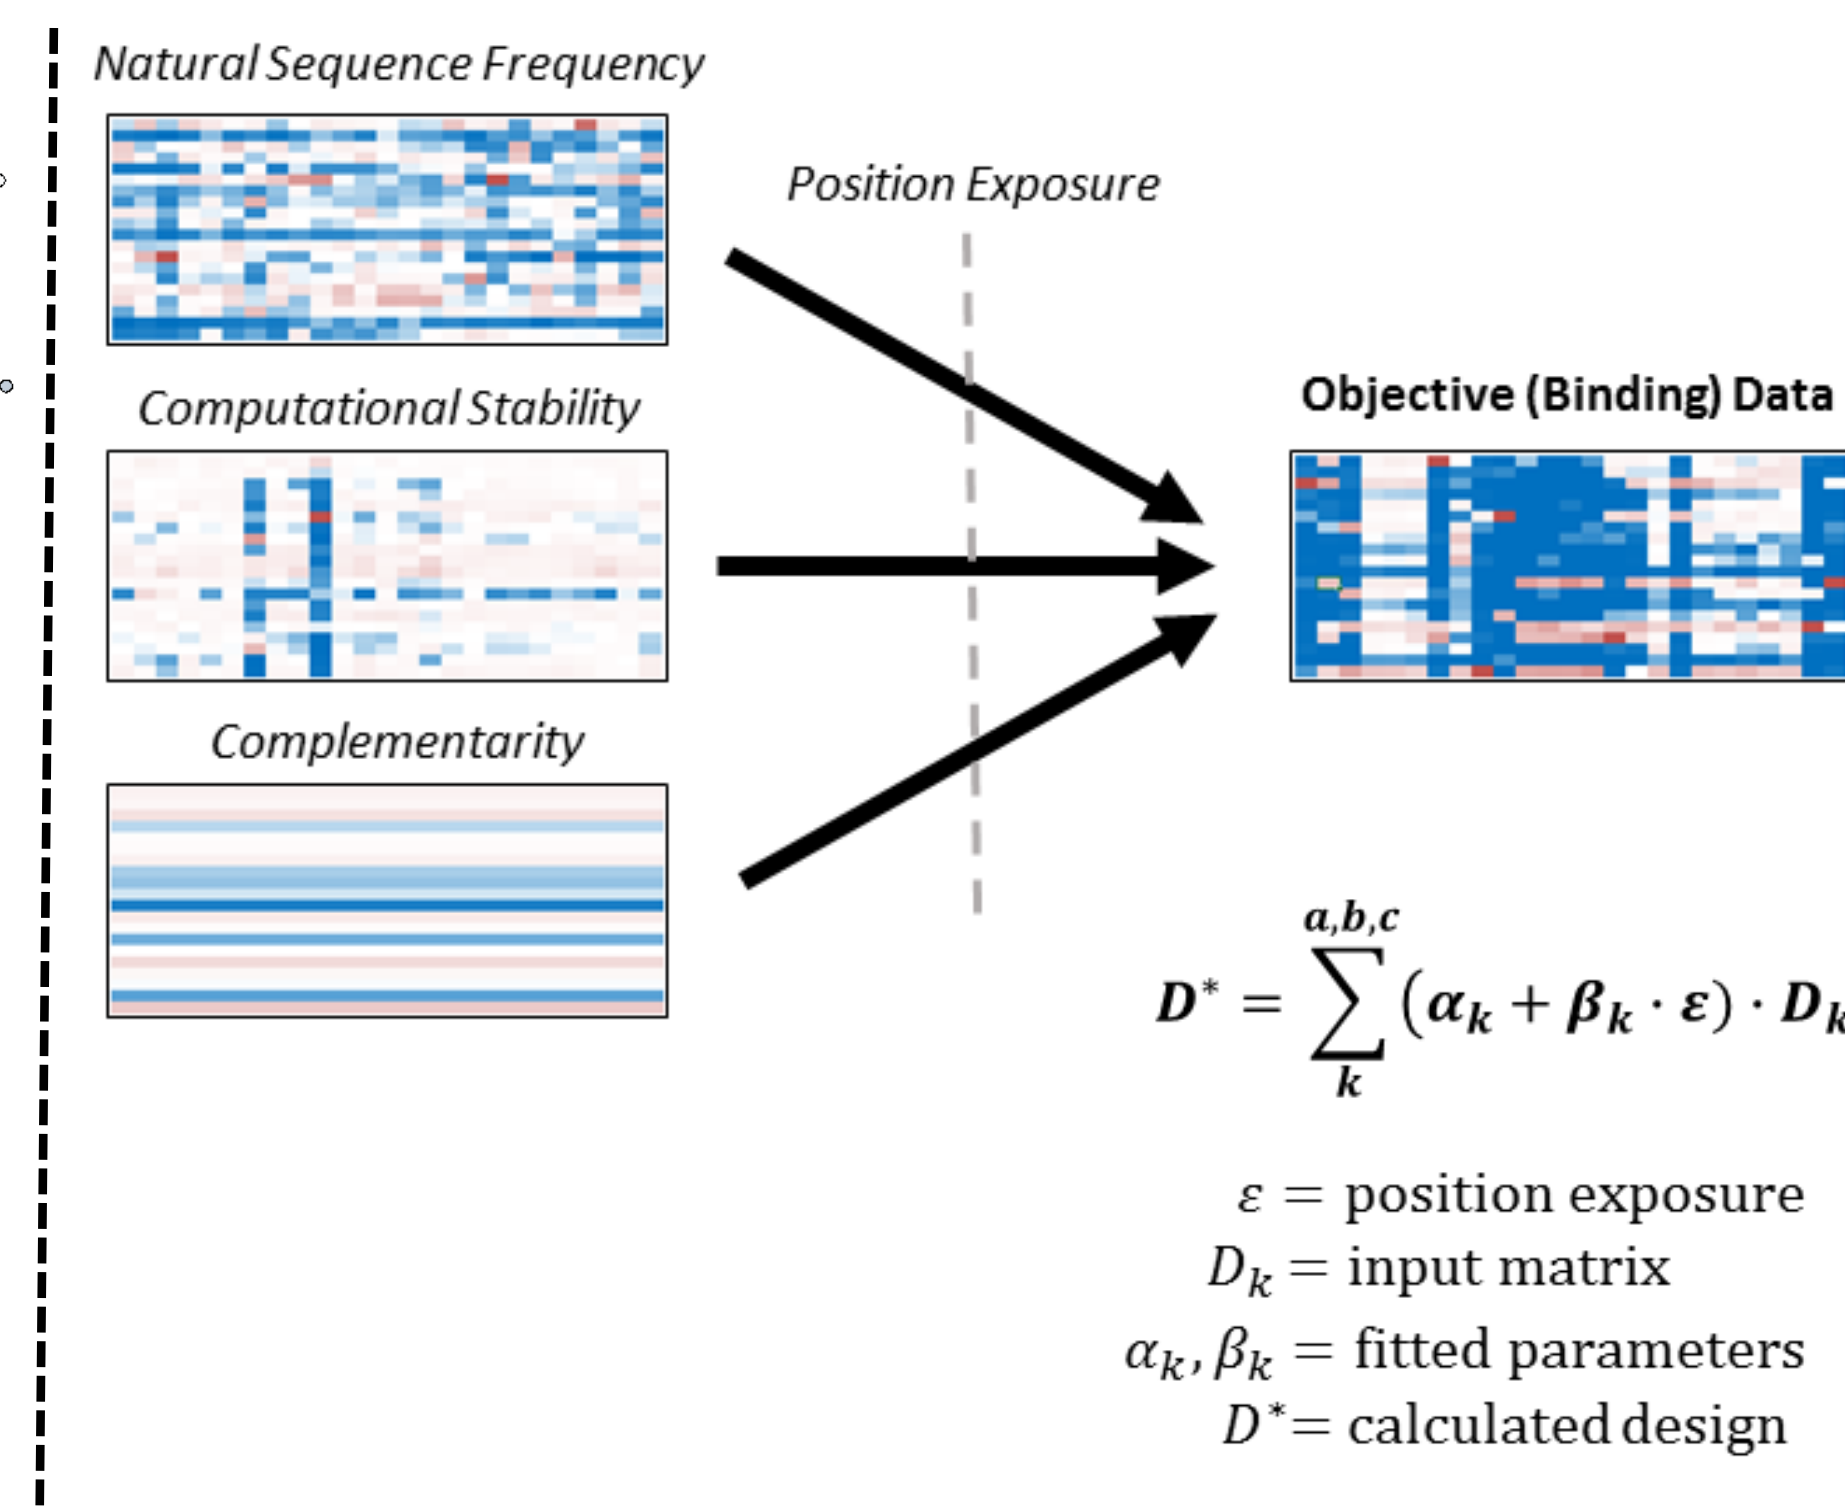 Natural Sequence Frequency
Position Exposure
Computational Stability
Objective (Binding) Data
Complementarity
a,b,c
D* = ∑ (αk + βk · ε) · Dk
k
ε = position exposure
Dk = input matrix
αk, βk = fitted parameters
D* = calculated design